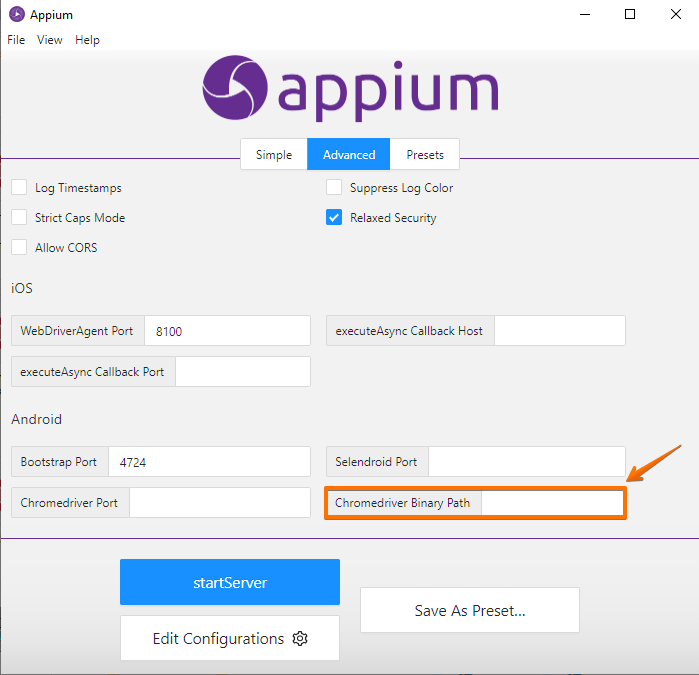 Appium
File View Help
appium
Simple Advanced Presets
Log Timestamps Suppress Log Color
Strict Caps Mode Relaxed Security
Allow CORS
iOS
WebDriverAgent Port 8100 executeAsync Callback Host
executeAsync Callback Port
Android
Bootstrap Port 4724 Selendroid Port
Chromedriver Port Chromedriver Binary Path
startServer
Save As Preset...
Edit Configurations